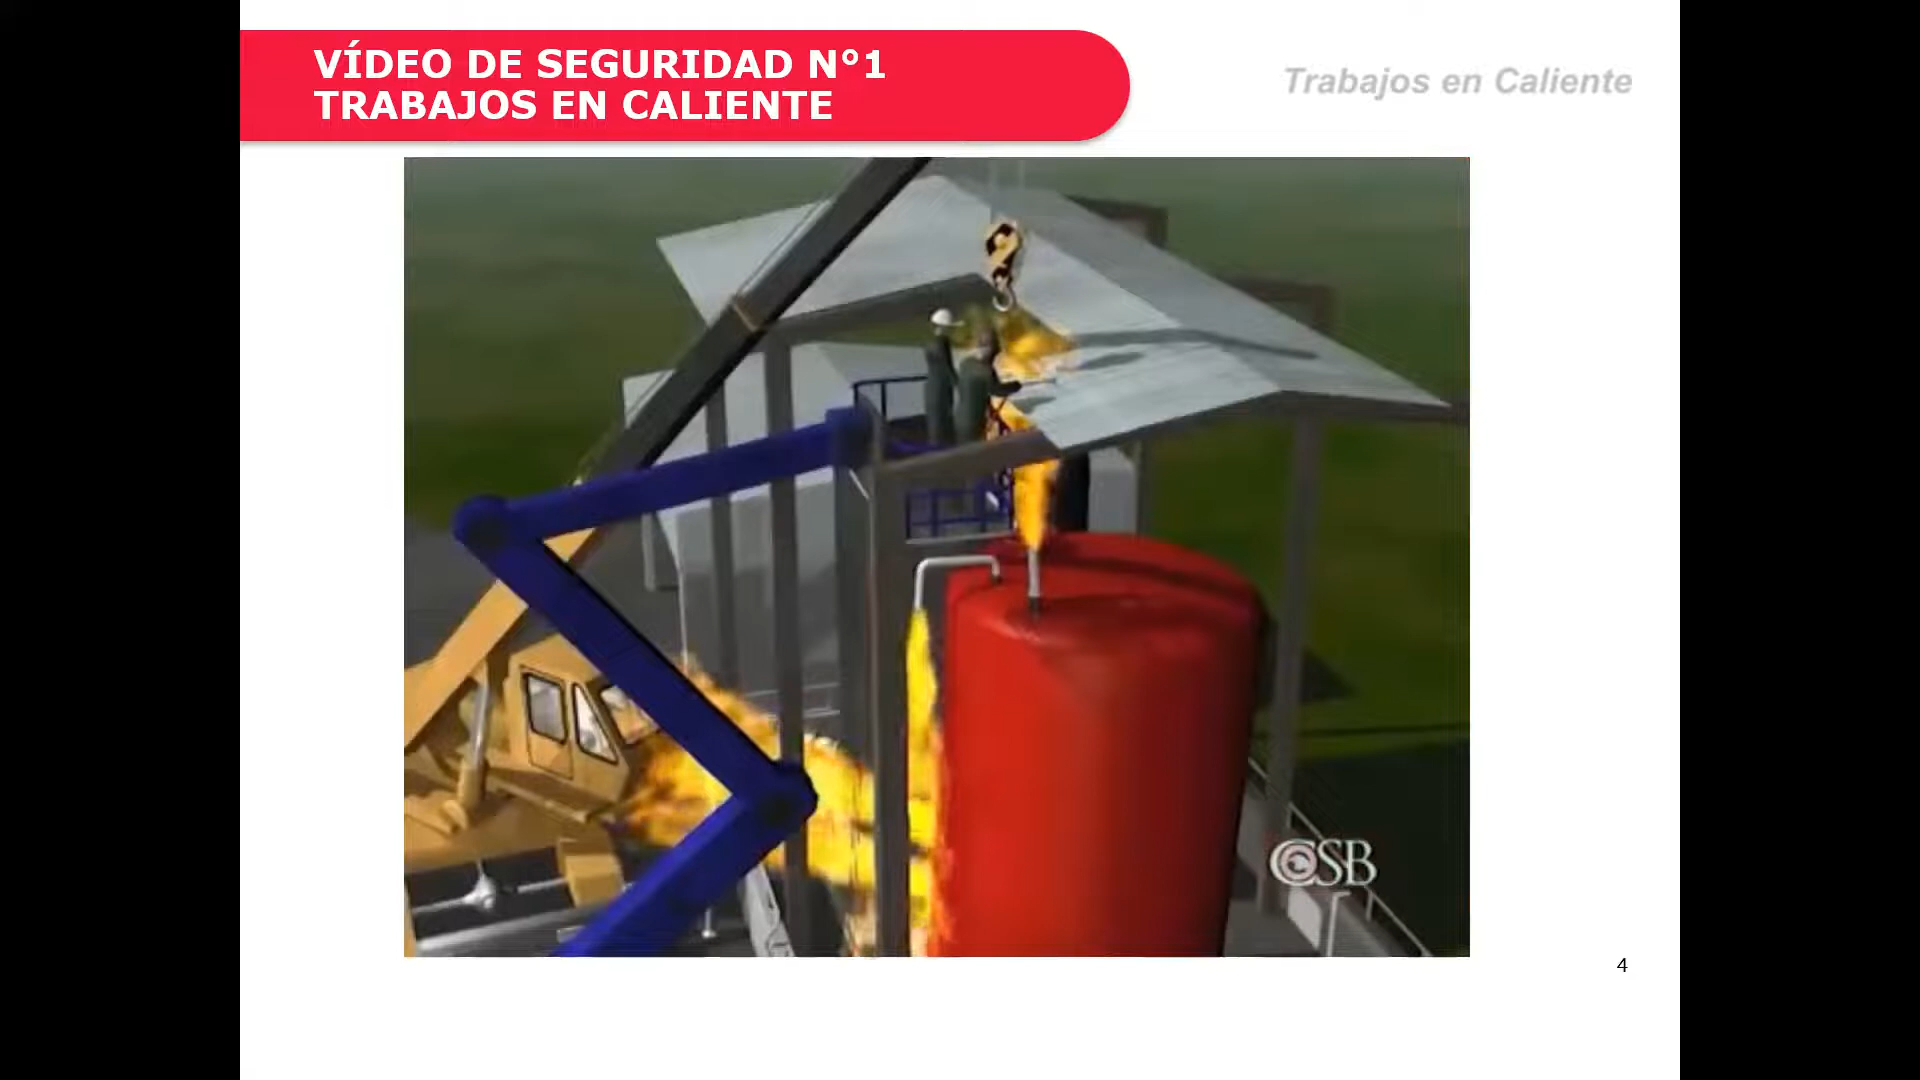 VÍDEO DE SEGURIDAD N°1
TRABAJOS EN CALIENTE
Trabajos en Caliente
CSB
4